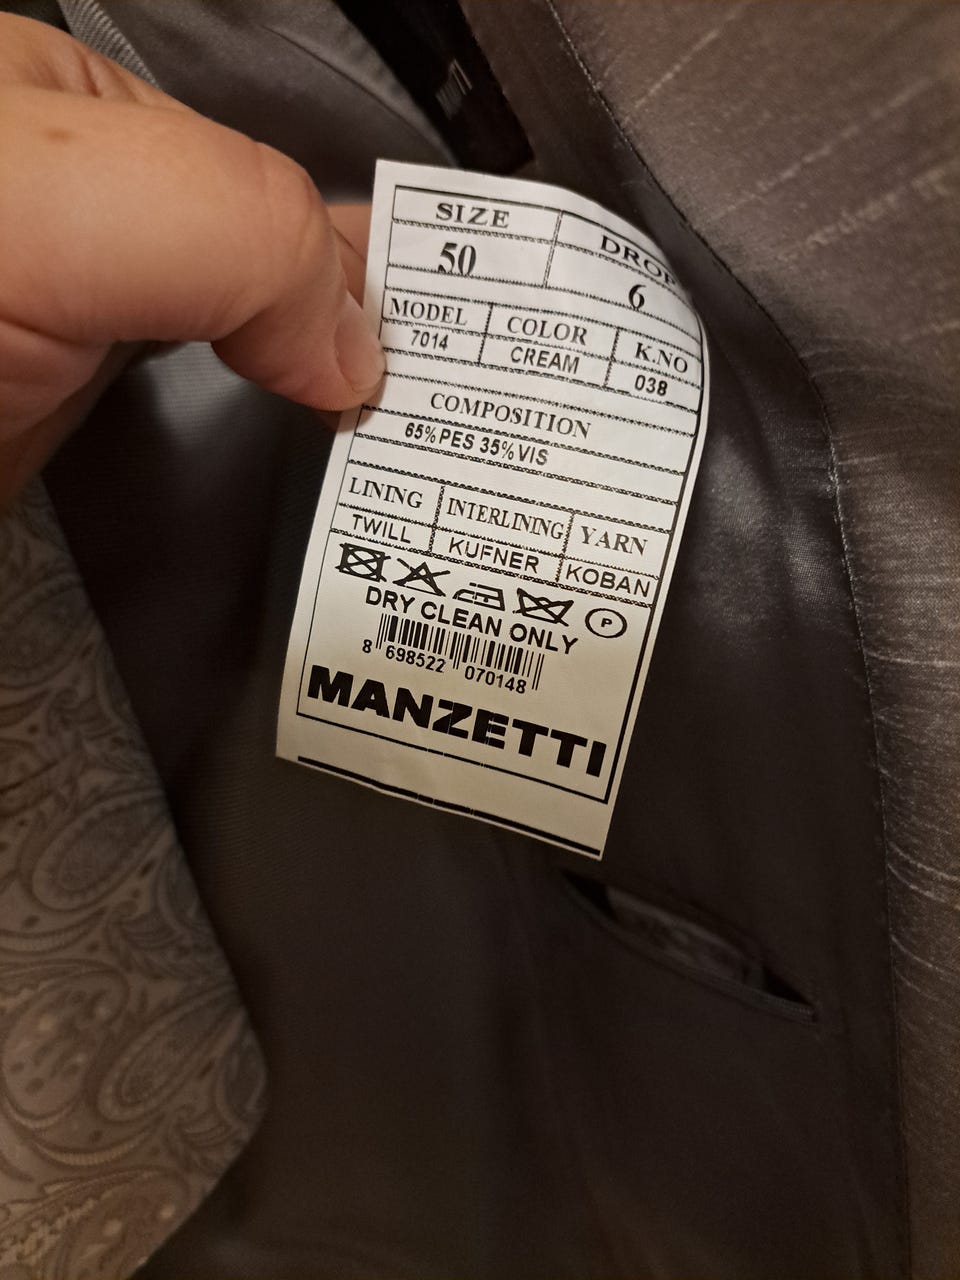 SIZE DROP
50 6
MODEL COLOR K.NO
7014 CREAM 038
COMPOSITION
65% PES 35% VIS
LINING INTERLINING YARN
TWILL KUFNER KOBAN
P
DRY CLEAN ONLY
8 698522 070148
MANZETTI